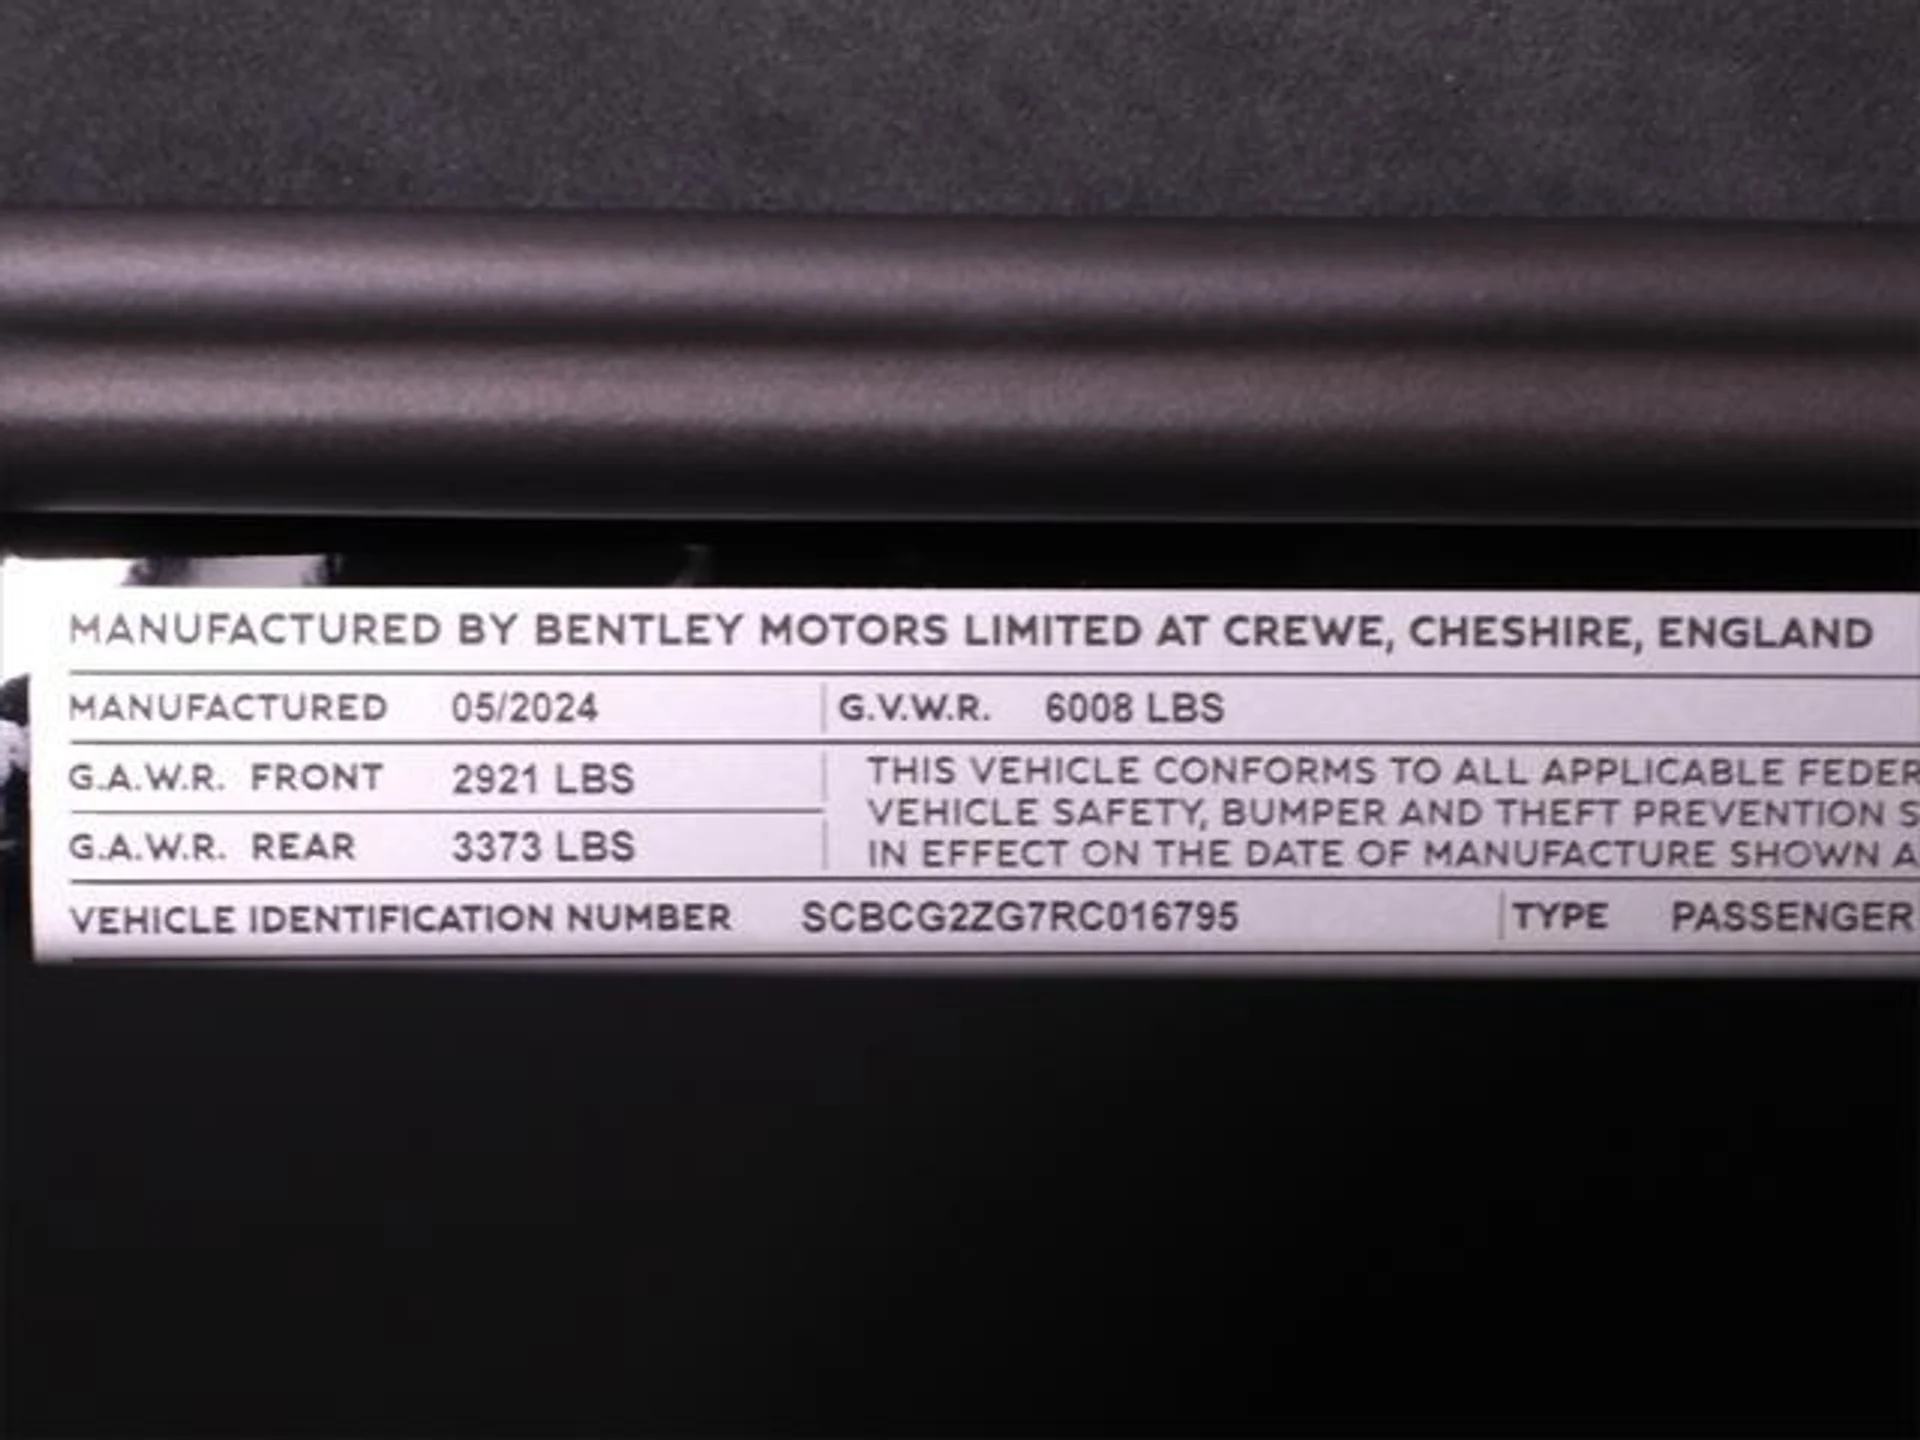 MANUFACTURED BY BENTLEY MOTORS LIMITED AT CREWE, CHESHIRE, ENGLAND
MANUFACTURED 05/2024 G.V.W.R. 6008 LBS
G.A.W.R. FRONT 2921 LBS
G.A.W.R. REAR 3373 LBS
THIS VEHICLE CONFORMS TO ALL APPLICABLE FEDER
VEHICLE SAFETY, BUMPER AND THEFT PREVENTION S
IN EFFECT ON THE DATE OF MANUFACTURE SHOWN A
VEHICLE IDENTIFICATION NUMBER SCBCG2ZG7RC016795 TYPE PASSENGER